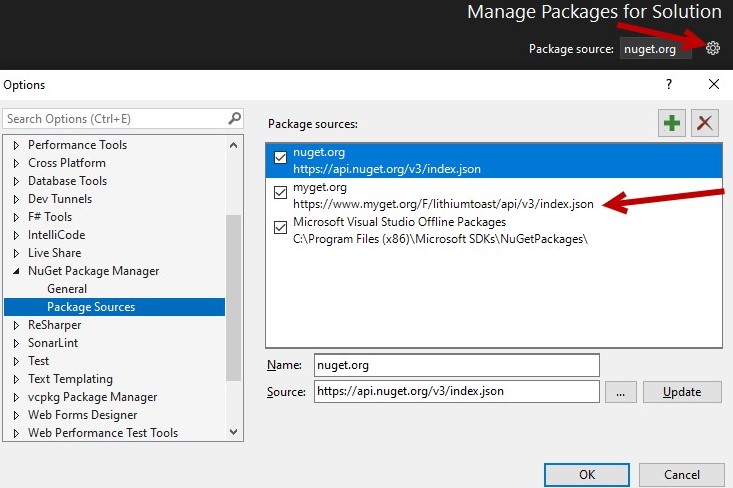 Manage Packages for Solution
Package source: nuget.org
Options
? 
Search Options (Ctrl+E)
Performance Tools
Cross Platform
Database Tools
Dev Tunnels
F# Tools
IntelliCode
Live Share
NuGet Package Manager
General
Package Sources
ReSharper
SonarLint
Test
Text Templating
vcpkg Package Manager
Web Forms Designer
Web Performance Test Tools
Package sources:
nuget.org
https://api.nuget.org/v3/index.json
myget.org
https://www.myget.org/F/lithiumtoast/api/v3/index.json
Microsoft Visual Studio Offline Packages
C:\Program Files (x86)\Microsoft SDKs\NuGetPackages\
Name: nuget.org
Source: https://api.nuget.org/v3/index.json ... Update
OK Cancel